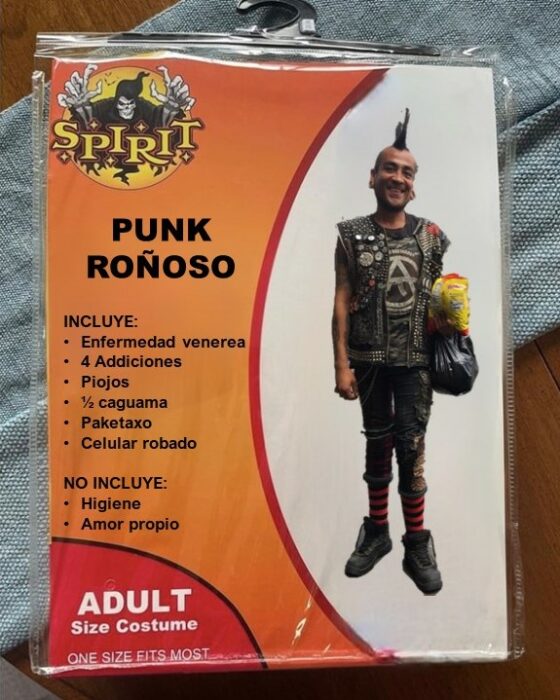 SPIRIT
PUNK
ROÑOSO
INCLUYE:
• Enfermedad venerea
• 4 Addiciones
• Piojos
• ½ caguama
• Paketaxo
• Celular robado
NO INCLUYE:
• Higiene
• Amor propio
ADULT
Size Costume
ONE SIZE FITS MOST